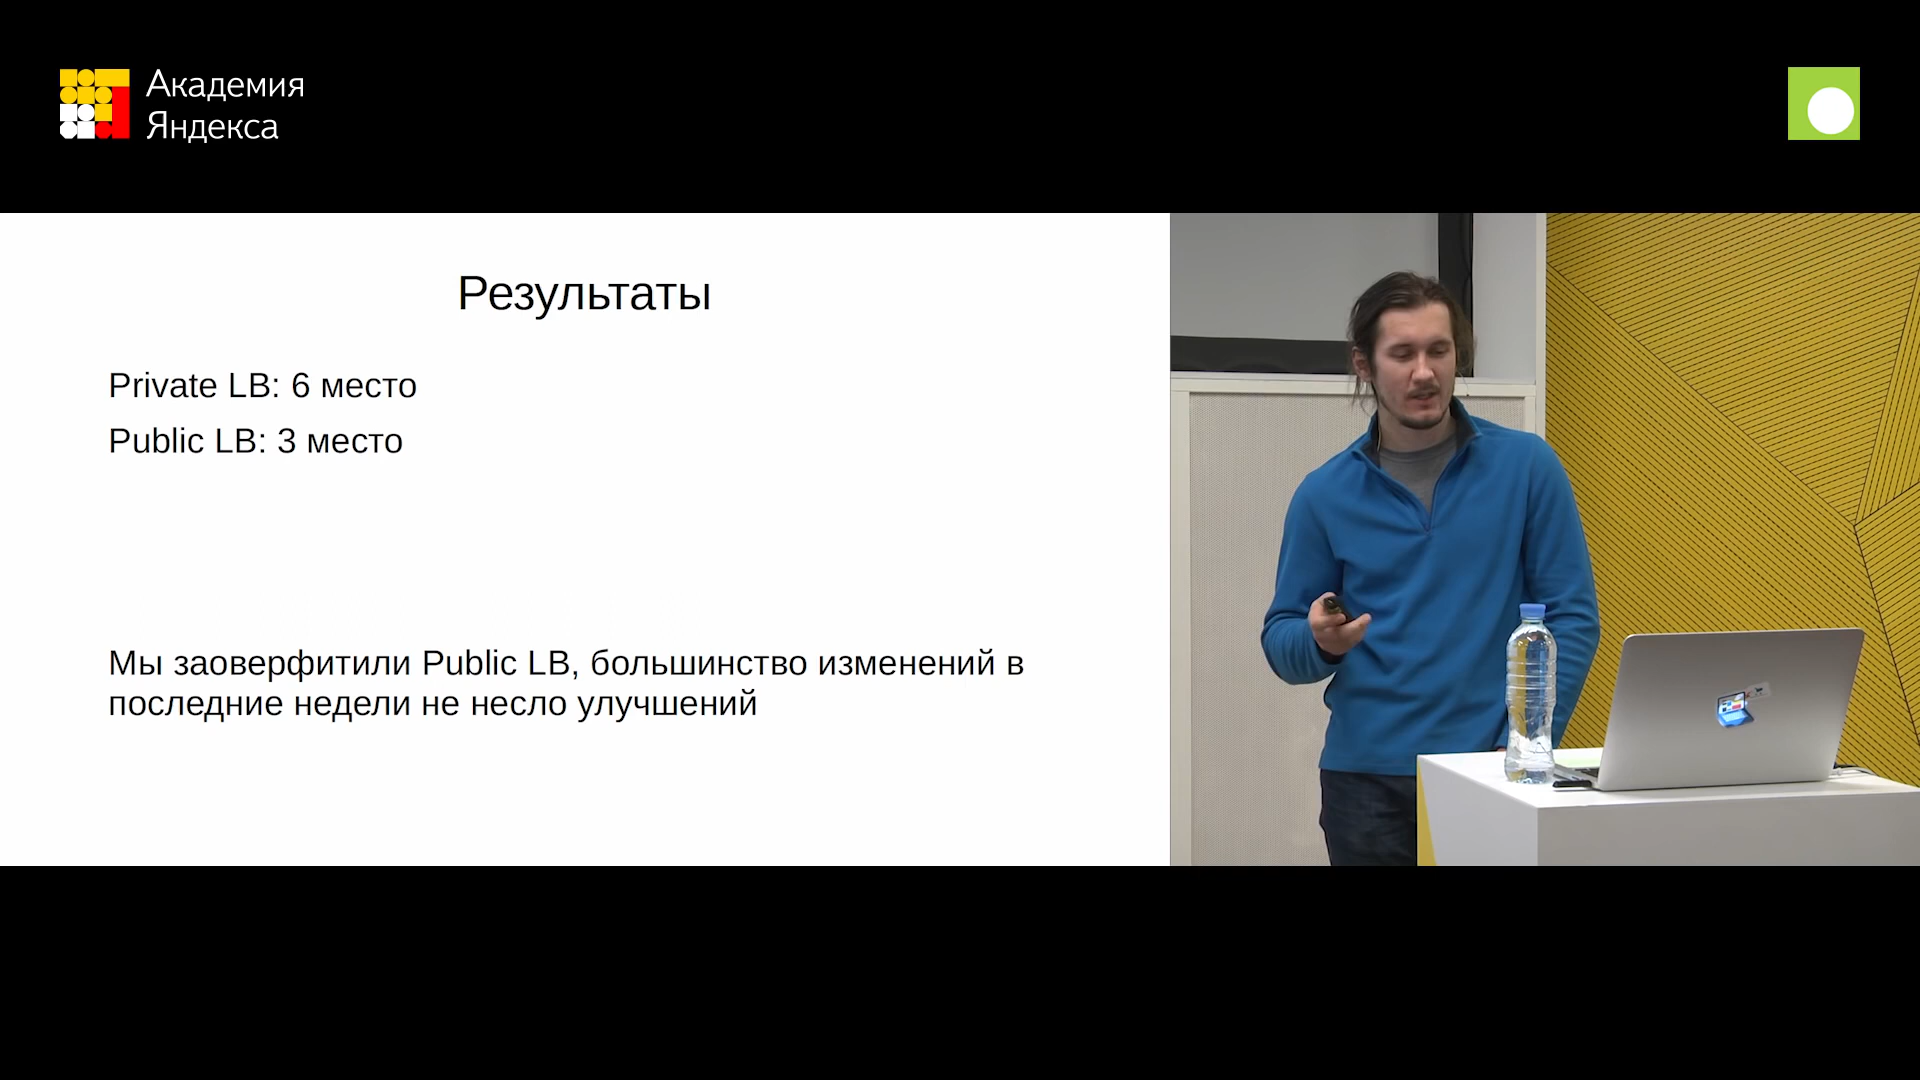 Академия
Яндекса
Результаты
Private LB: 6 место
Public LB: 3 место
Мы заоверфитили Public LB, большинство изменений в
последние недели не несло улучшений